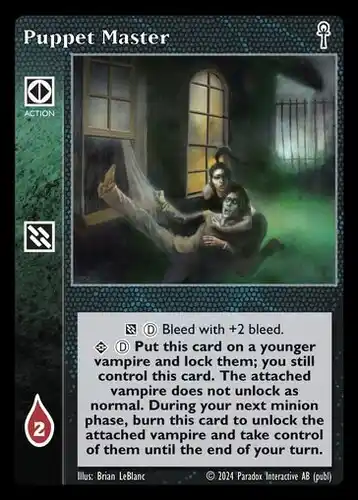 Puppet Master
ACTION
D Bleed with +2 bleed.
D Put this card on a younger
vampire and lock them; you still
control this card. The attached
vampire does not unlock as
normal. During your next minion
phase, burn this card to unlock the
attached vampire and take control
of them until the end of your turn.
2
Illus: Brian LeBlanc © 2024 Paradox Interactive AB (publ)